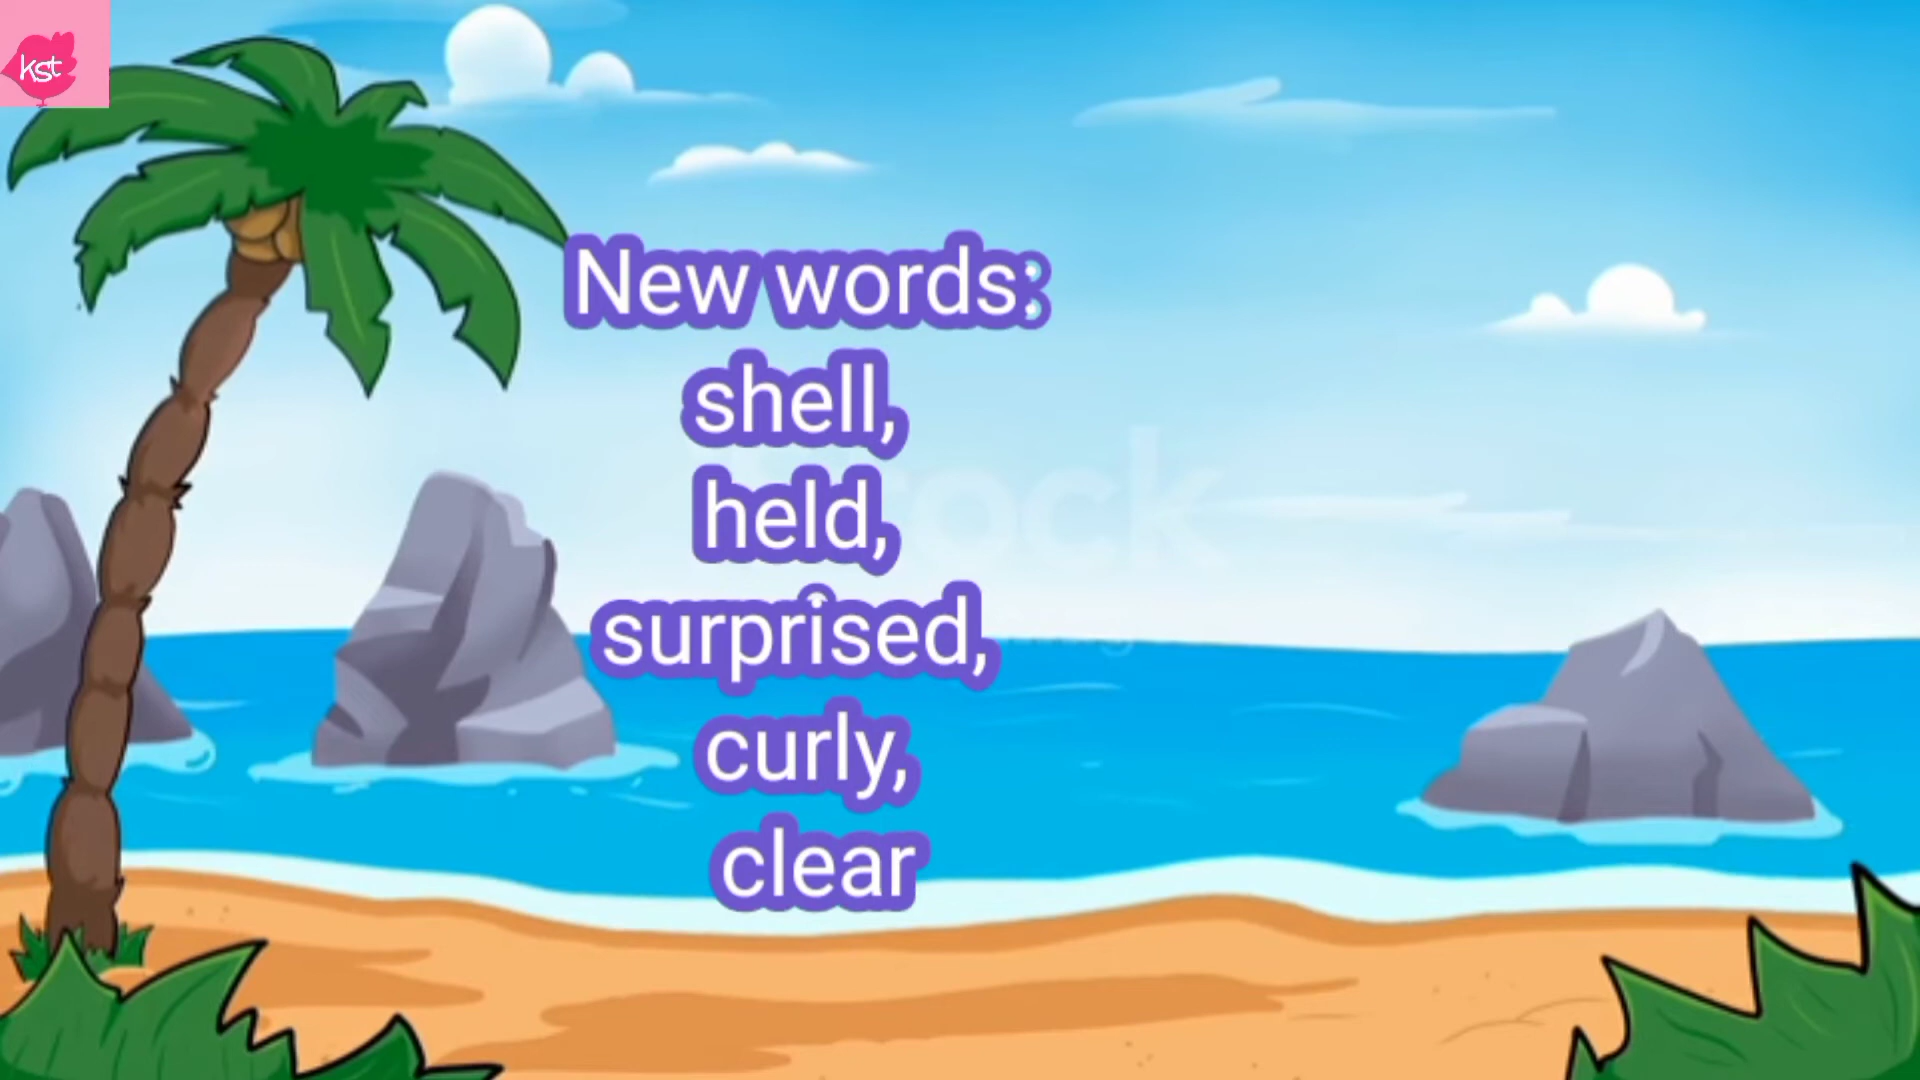 kst
New words:
shell,
held,
surprised,
curly,
clear